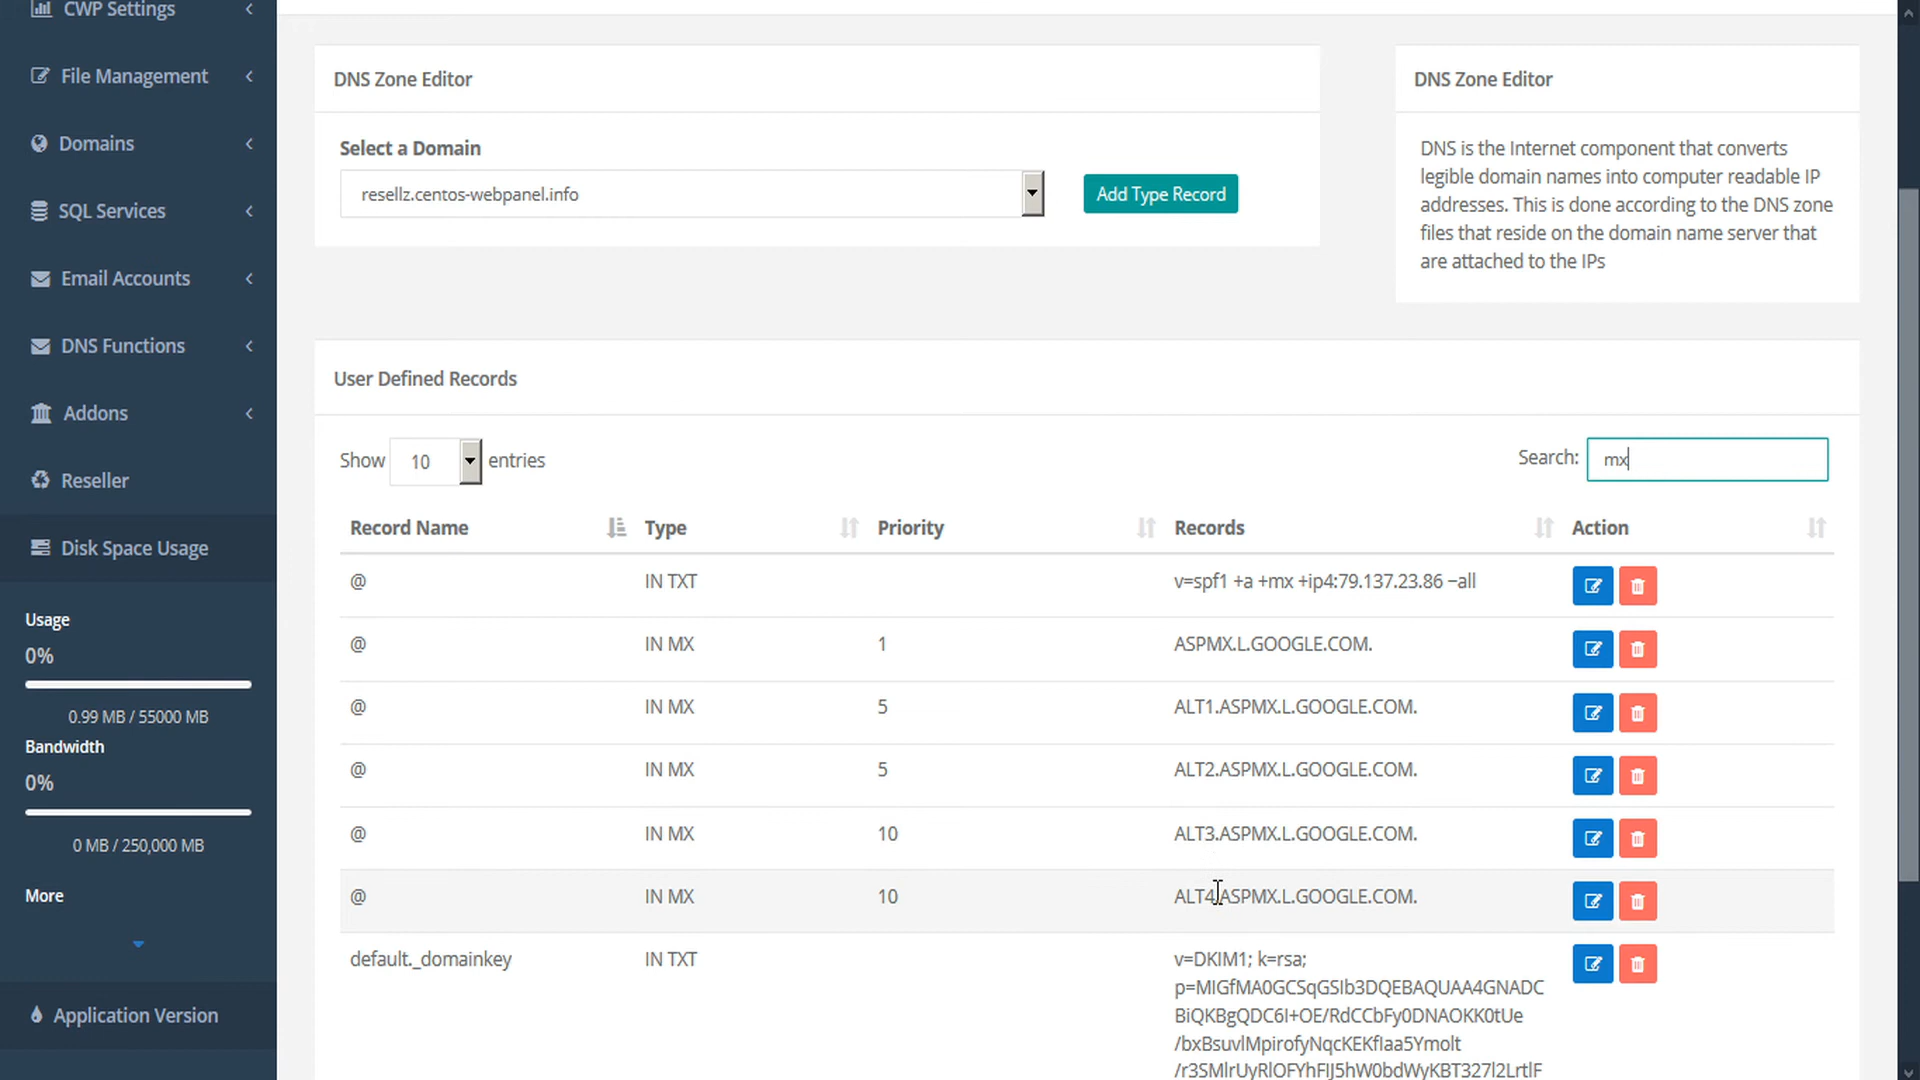 CWP Settings
File Management
Domains
SQL Services
Email Accounts
DNS Functions
Addons
Reseller
Disk Space Usage
Usage
0%
0.99 MB / 55000 MB
Bandwidth
0%
0 MB / 250,000 MB
More
Application Version
DNS Zone Editor
Select a Domain
resellz.centos-webpanel.info
Add Type Record
DNS Zone Editor
DNS is the Internet component that converts
legible domain names into computer readable IP
addresses. This is done according to the DNS zone
files that reside on the domain name server that
are attached to the IPs
User Defined Records
Show 10 entries
Search: mx
Record Name Type Priority Records Action
@ IN TXT v=spf1 +a +mx +ip4:79.137.23.86 ~all
@ IN MX 1 ASPMX.L.GOOGLE.COM.
@ IN MX 5 ALT1.ASPMX.L.GOOGLE.COM.
@ IN MX 5 ALT2.ASPMX.L.GOOGLE.COM.
@ IN MX 10 ALT3.ASPMX.L.GOOGLE.COM.
@ IN MX 10 ALT4.ASPMX.L.GOOGLE.COM.
default._domainkey IN TXT v=DKIM1; k=rsa;
p=MIGfMA0GCSqGSIb3DQEBAQUAA4GNADC
BiQKBgQDC6I+OE/RdCCbFy0DNAOKK0tUe
/bxBsuvlMpirofyNqcKEKfIaa5Ymolt
/r3SMlrUyRlOFYhFIJ5hW0bdWyKBT327l2LrtlF